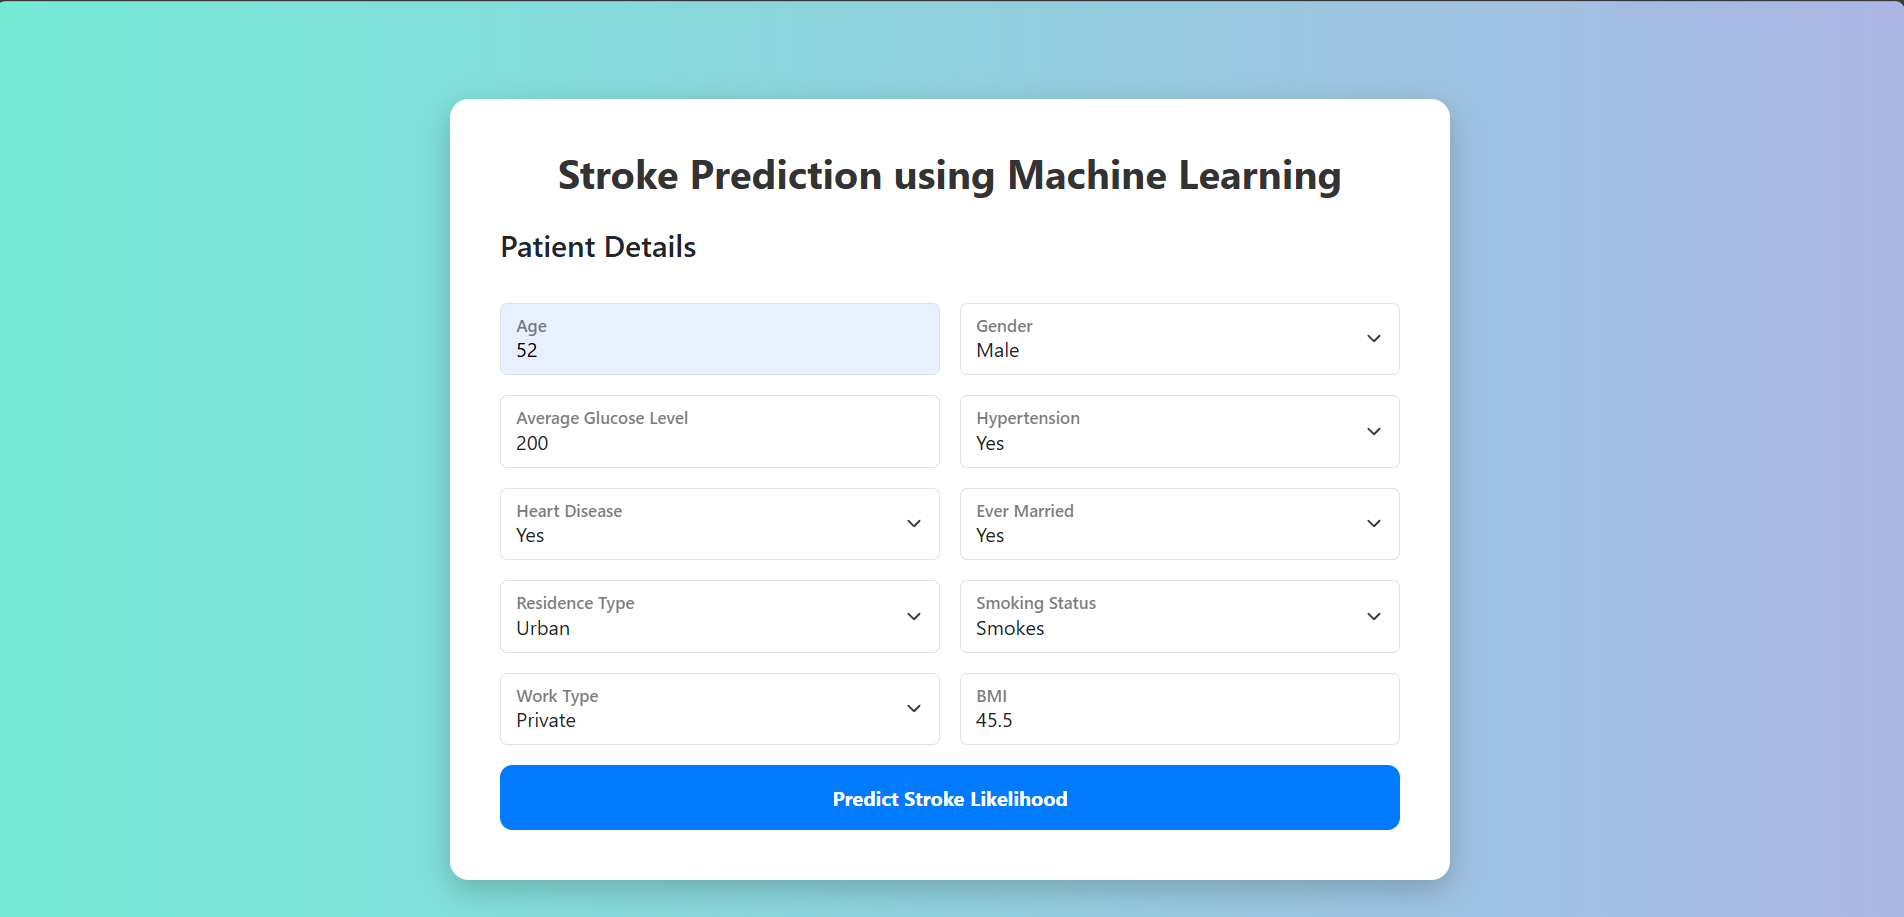 Stroke Prediction using Machine Learning
Patient Details
Age
52
Gender
Male
Average Glucose Level
200
Hypertension
Yes
Heart Disease
Yes
Ever Married
Yes
Residence Type
Urban
Smoking Status
Smokes
Work Type
Private
BMI
45.5
Predict Stroke Likelihood